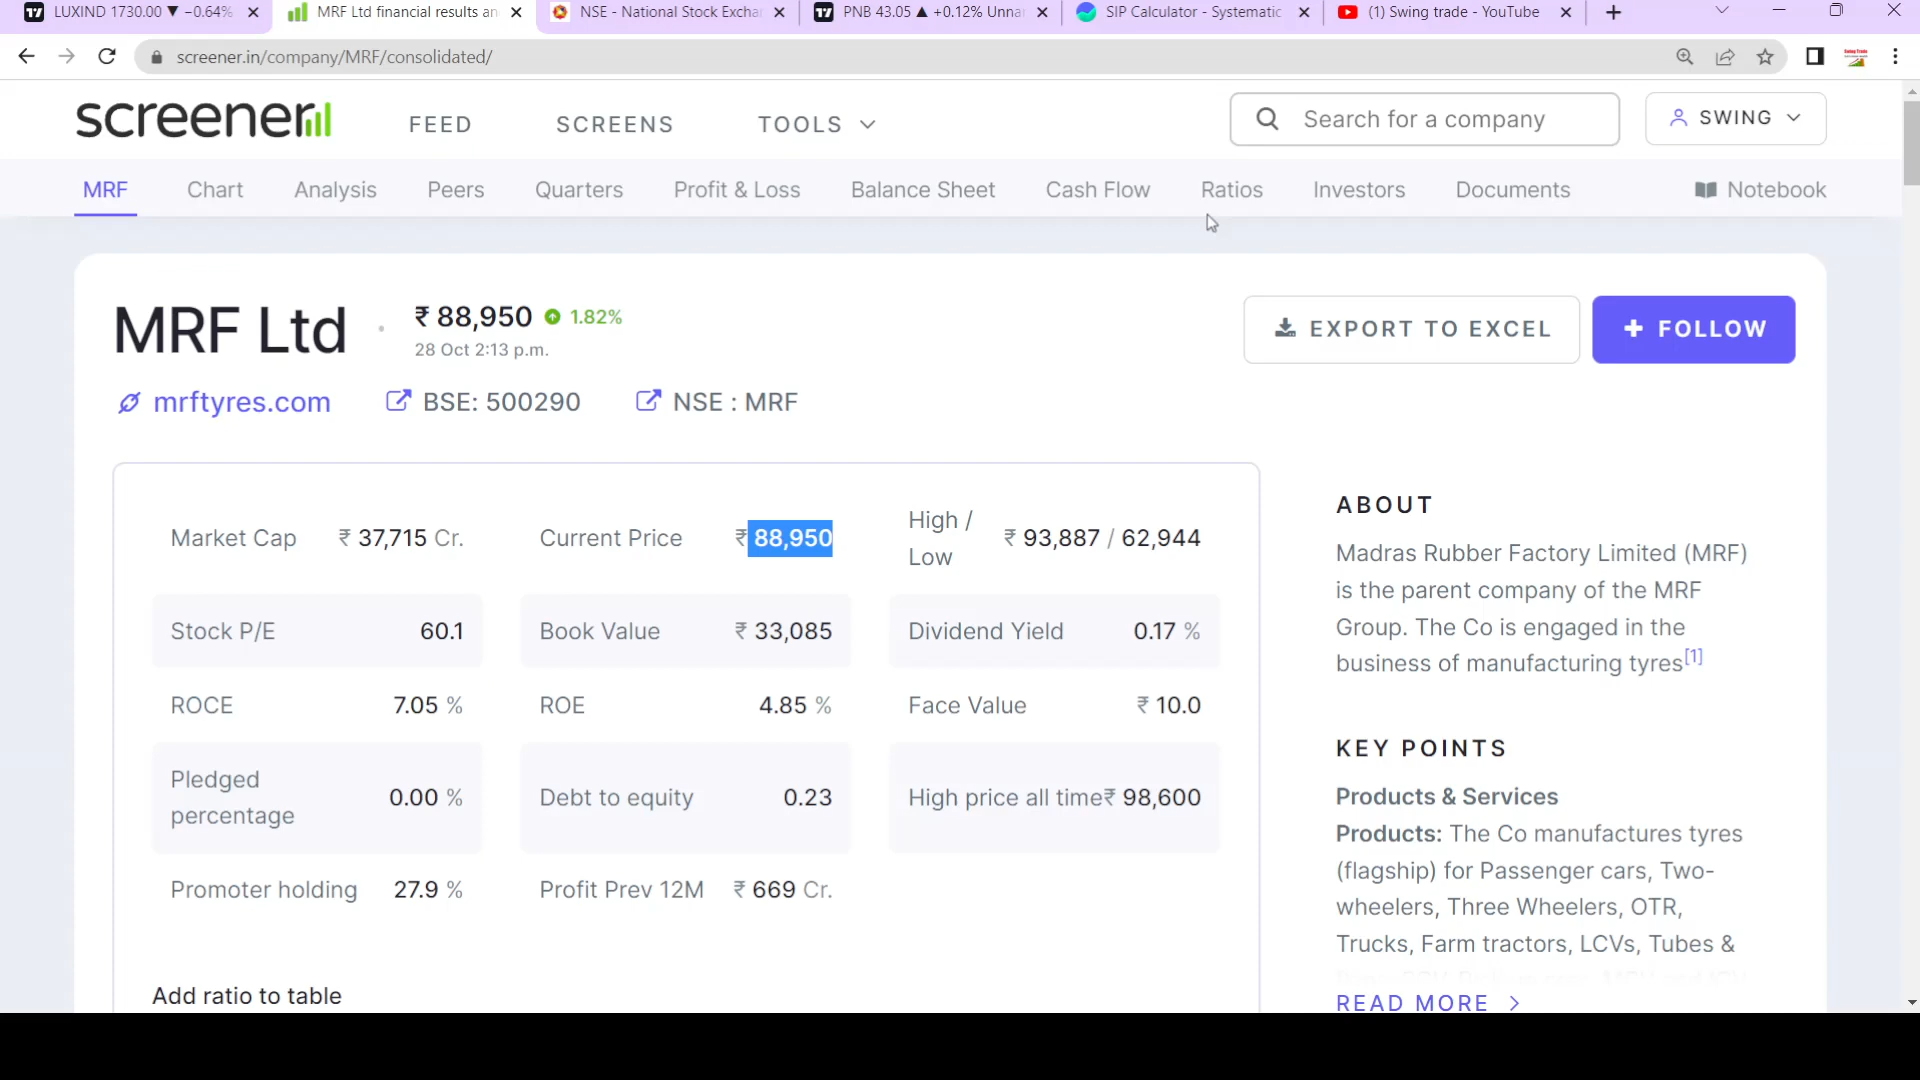 LUXIND 1730.00 ▼ −0.64%
MRF Ltd financial results an
NSE - National Stock Exchan
PNB 43.05 ▲ +0.12% Unna
SIP Calculator - Systematic
(1) Swing trade - YouTube
screener.in/company/MRF/consolidated/
screener
FEED
SCREENS
TOOLS
Search for a company
SWING
MRF
Chart
Analysis
Peers
Quarters
Profit & Loss
Balance Sheet
Cash Flow
Ratios
Investors
Documents
Notebook
MRF Ltd
₹ 88,950 1.82%
28 Oct 2:13 p.m.
EXPORT TO EXCEL
+ FOLLOW
mrftyres.com
BSE: 500290
NSE : MRF
Market Cap ₹ 37,715 Cr.
Current Price ₹ 88,950
High /
Low
₹ 93,887 / 62,944
Stock P/E 60.1
Book Value ₹ 33,085
Dividend Yield 0.17 %
ROCE 7.05 %
ROE 4.85 %
Face Value ₹ 10.0
Pledged
percentage
0.00 %
Debt to equity 0.23
High price all time ₹ 98,600
Promoter holding 27.9 %
Profit Prev 12M ₹ 669 Cr.
Add ratio to table
ABOUT
Madras Rubber Factory Limited (MRF)
is the parent company of the MRF
Group. The Co is engaged in the
business of manufacturing tyres[1]
KEY POINTS
Products & Services
Products: The Co manufactures tyres
(flagship) for Passenger cars, Two-
wheelers, Three Wheelers, OTR,
Trucks, Farm tractors, LCVs, Tubes &
READ MORE >